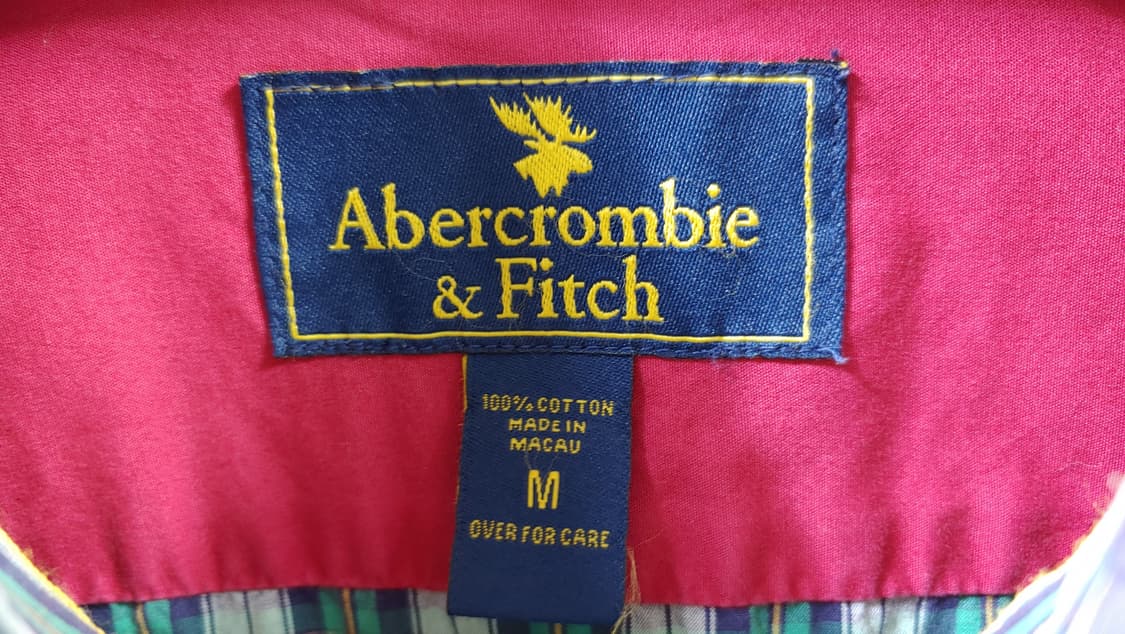 Abercrombie
& Fitch
100% COTTON
MADE IN
MACAU
M
OVER FOR CARE